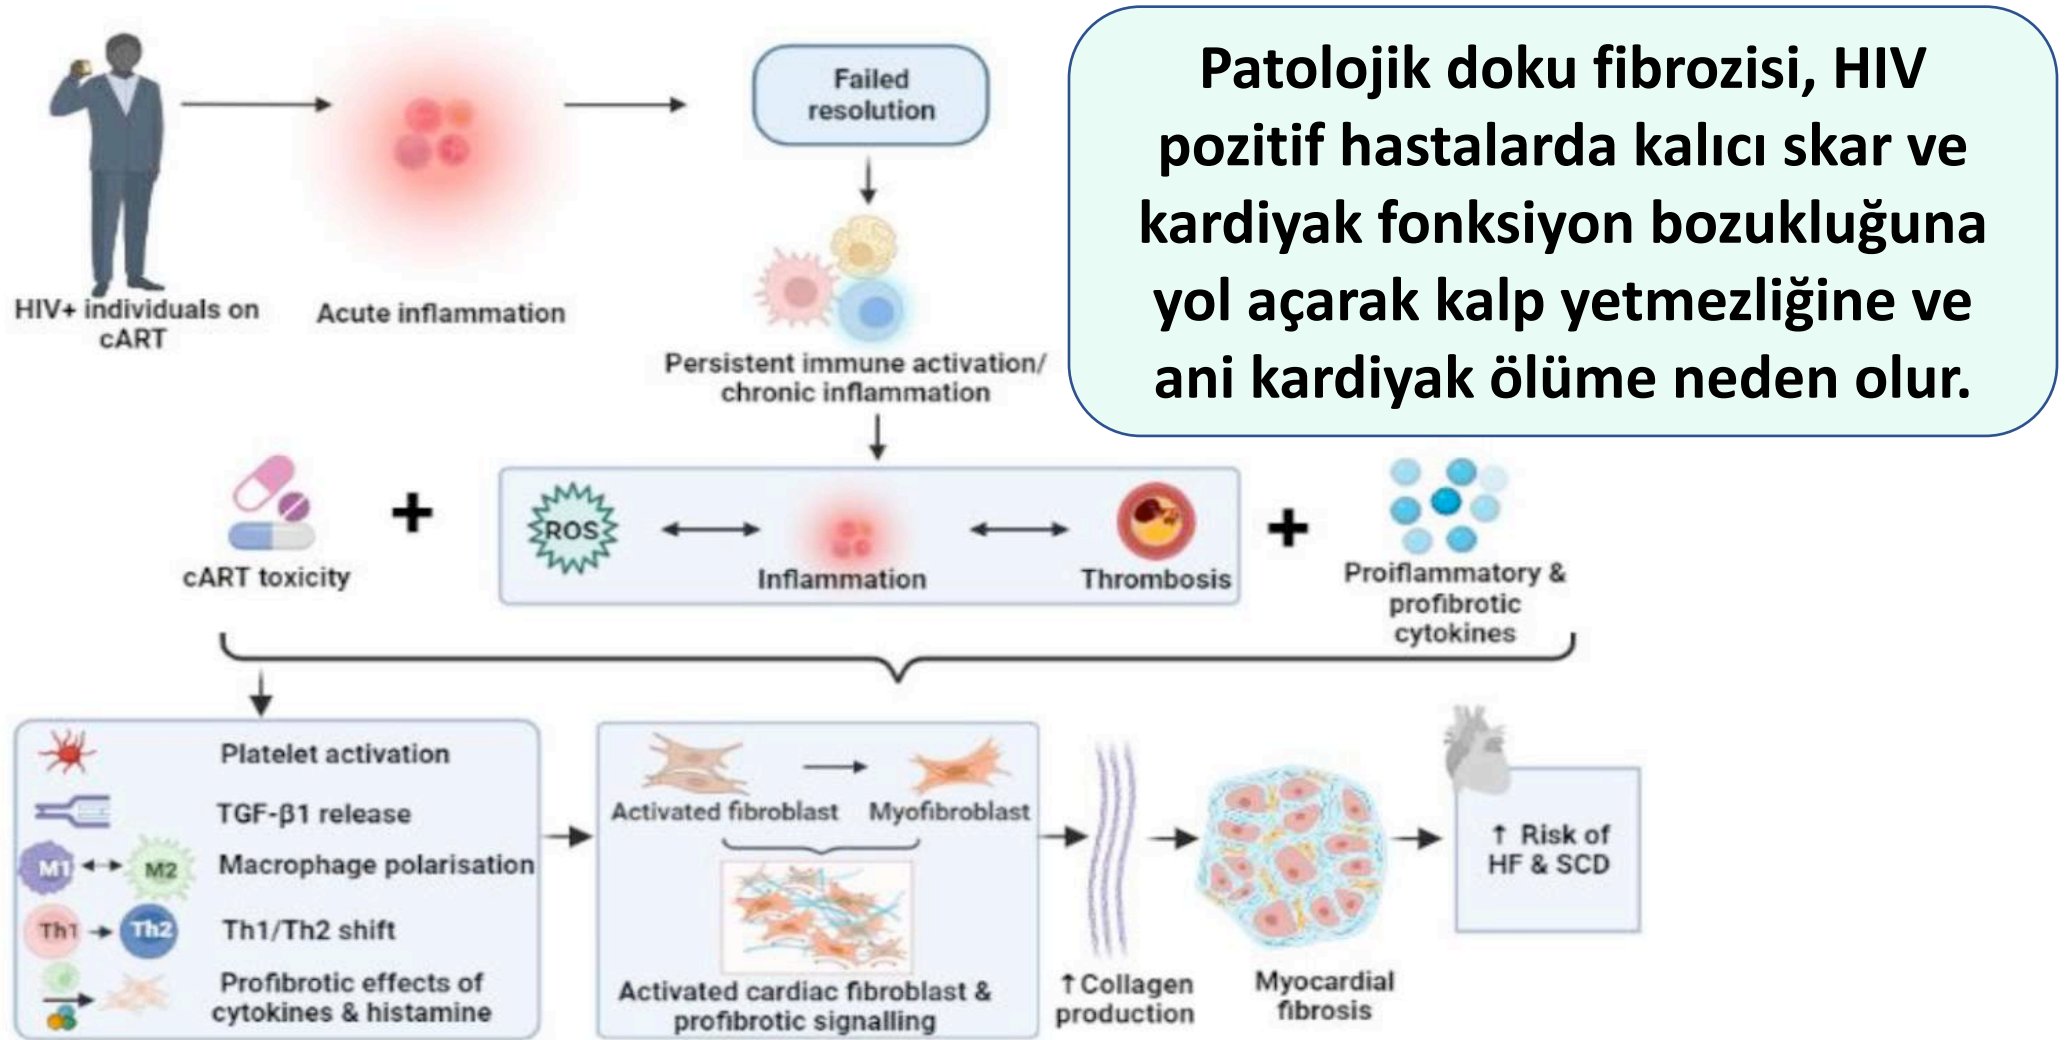 Patolojik doku fibrozisi, HIV
pozitif hastalarda kalıcı skar ve
kardiyak fonksiyon bozukluğuna
yol açarak kalp yetmezliğine ve
ani kardiyak ölüme neden olur.
HIV+ individuals on
cART
Acute inflammation
Failed
resolution
Persistent immune activation/
chronic inflammation
cART toxicity
+
ROS
Inflammation
Thrombosis
+
Proiflammatory &
profibrotic
cytokines
Platelet activation
TGF-β1 release
M1
M2
Macrophage polarisation
Th1
Th2
Th1/Th2 shift
Profibrotic effects of
cytokines & histamine
Activated fibroblast
Myofibroblast
Activated cardiac fibroblast &
profibrotic signalling
↑ Collagen
production
Myocardial
fibrosis
↑ Risk of
HF & SCD